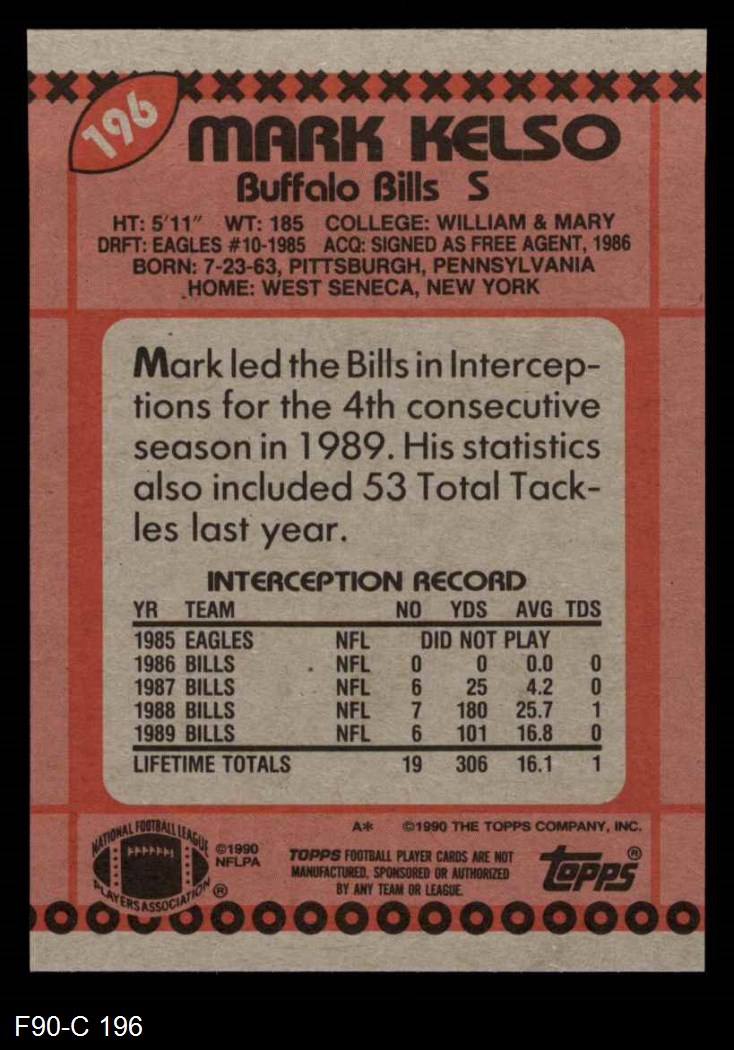 196
MARK KELSO
Buffalo Bills S
HT: 5'11" WT: 185 COLLEGE: WILLIAM & MARY
DRFT: EAGLES #10-1985 ACQ: SIGNED AS FREE AGENT, 1986
BORN: 7-23-63, PITTSBURGH, PENNSYLVANIA
HOME: WEST SENECA, NEW YORK
Mark led the Bills in Intercep-
tions for the 4th consecutive
season in 1989. His statistics
also included 53 Total Tack-
les last year.
INTERCEPTION RECORD
YR TEAM NO YDS AVG TDS
1985 EAGLES NFL DID NOT PLAY
1986 BILLS NFL 0 0 0.0 0
1987 BILLS NFL 6 25 4.2 0
1988 BILLS NFL 7 180 25.7 1
1989 BILLS NFL 6 101 16.8 0
LIFETIME TOTALS 19 306 16.1 1
A* ©1990 THE TOPPS COMPANY, INC.
NATIONAL FOOTBALL LEAGUE
PLAYERS ASSOCIATION ®
©1990
NFLPA
TOPPS FOOTBALL PLAYER CARDS ARE NOT
MANUFACTURED, SPONSORED OR AUTHORIZED
BY ANY TEAM OR LEAGUE.
TOPPS®
F90-C 196